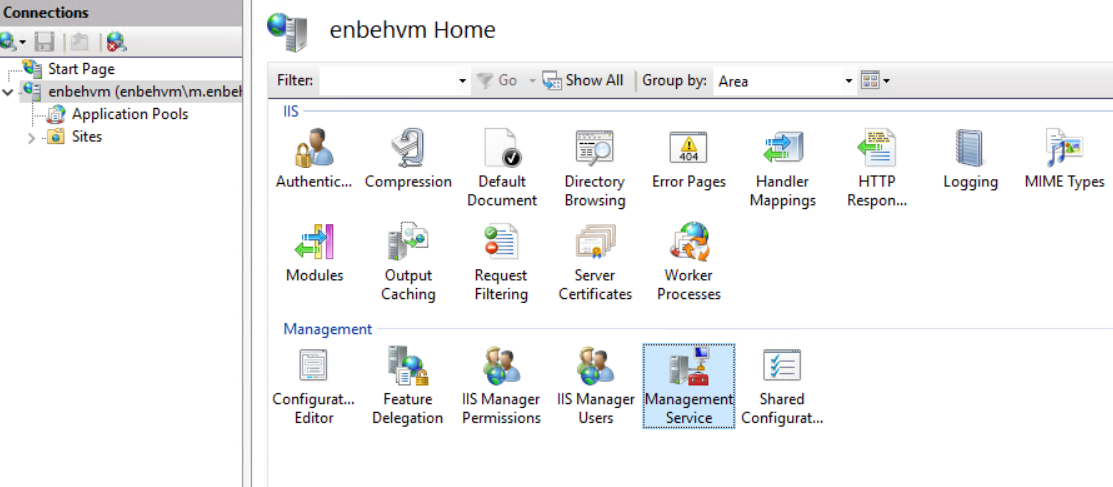 Connections
enbehvm Home
Start Page
enbehvm (enbehvm\m.enbeh
Application Pools
Sites
Filter: Go Show All Group by: Area
IIS
Authentic... Compression Default Document Directory Browsing Error Pages Handler Mappings HTTP Respon... Logging MIME Types
404
Modules Output Caching Request Filtering Server Certificates Worker Processes
Management
Configurat... Editor Feature Delegation IIS Manager Permissions IIS Manager Users Management Service Shared Configurat...